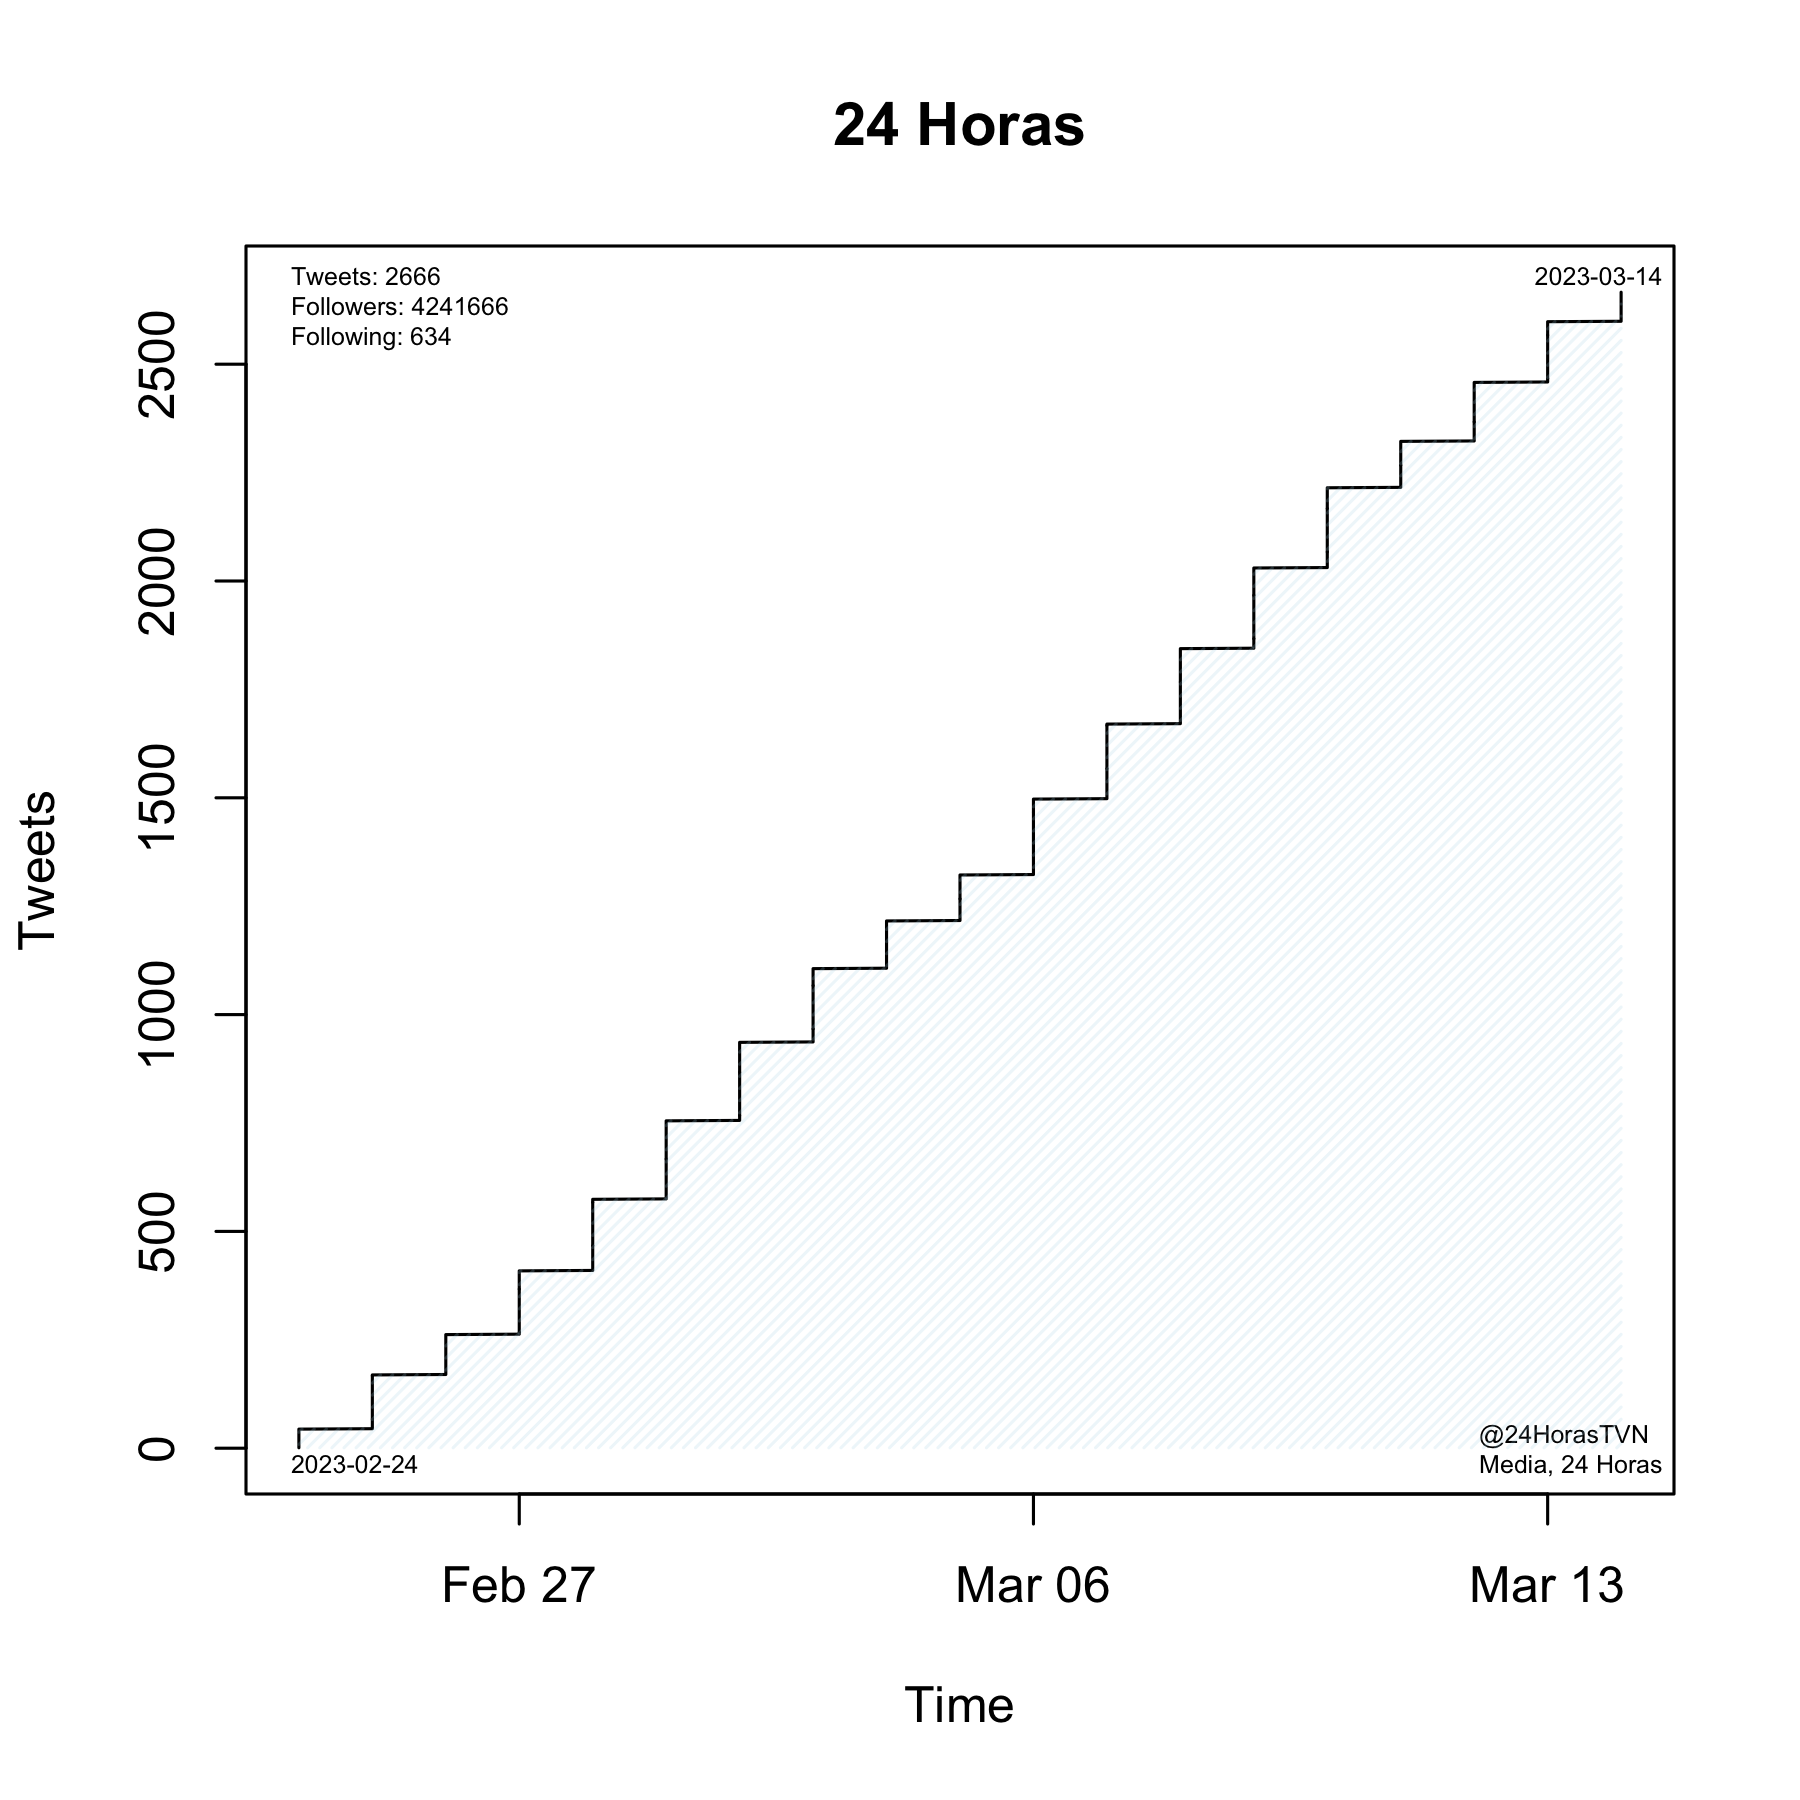 24 Horas
Tweets: 2666
Followers: 4241666
Following: 634
2023-03-14
2500
2000
1500
1000
500
0
Tweets
2023-02-24
@24HorasTVN
Media, 24 Horas
Feb 27
Mar 06
Mar 13
Time